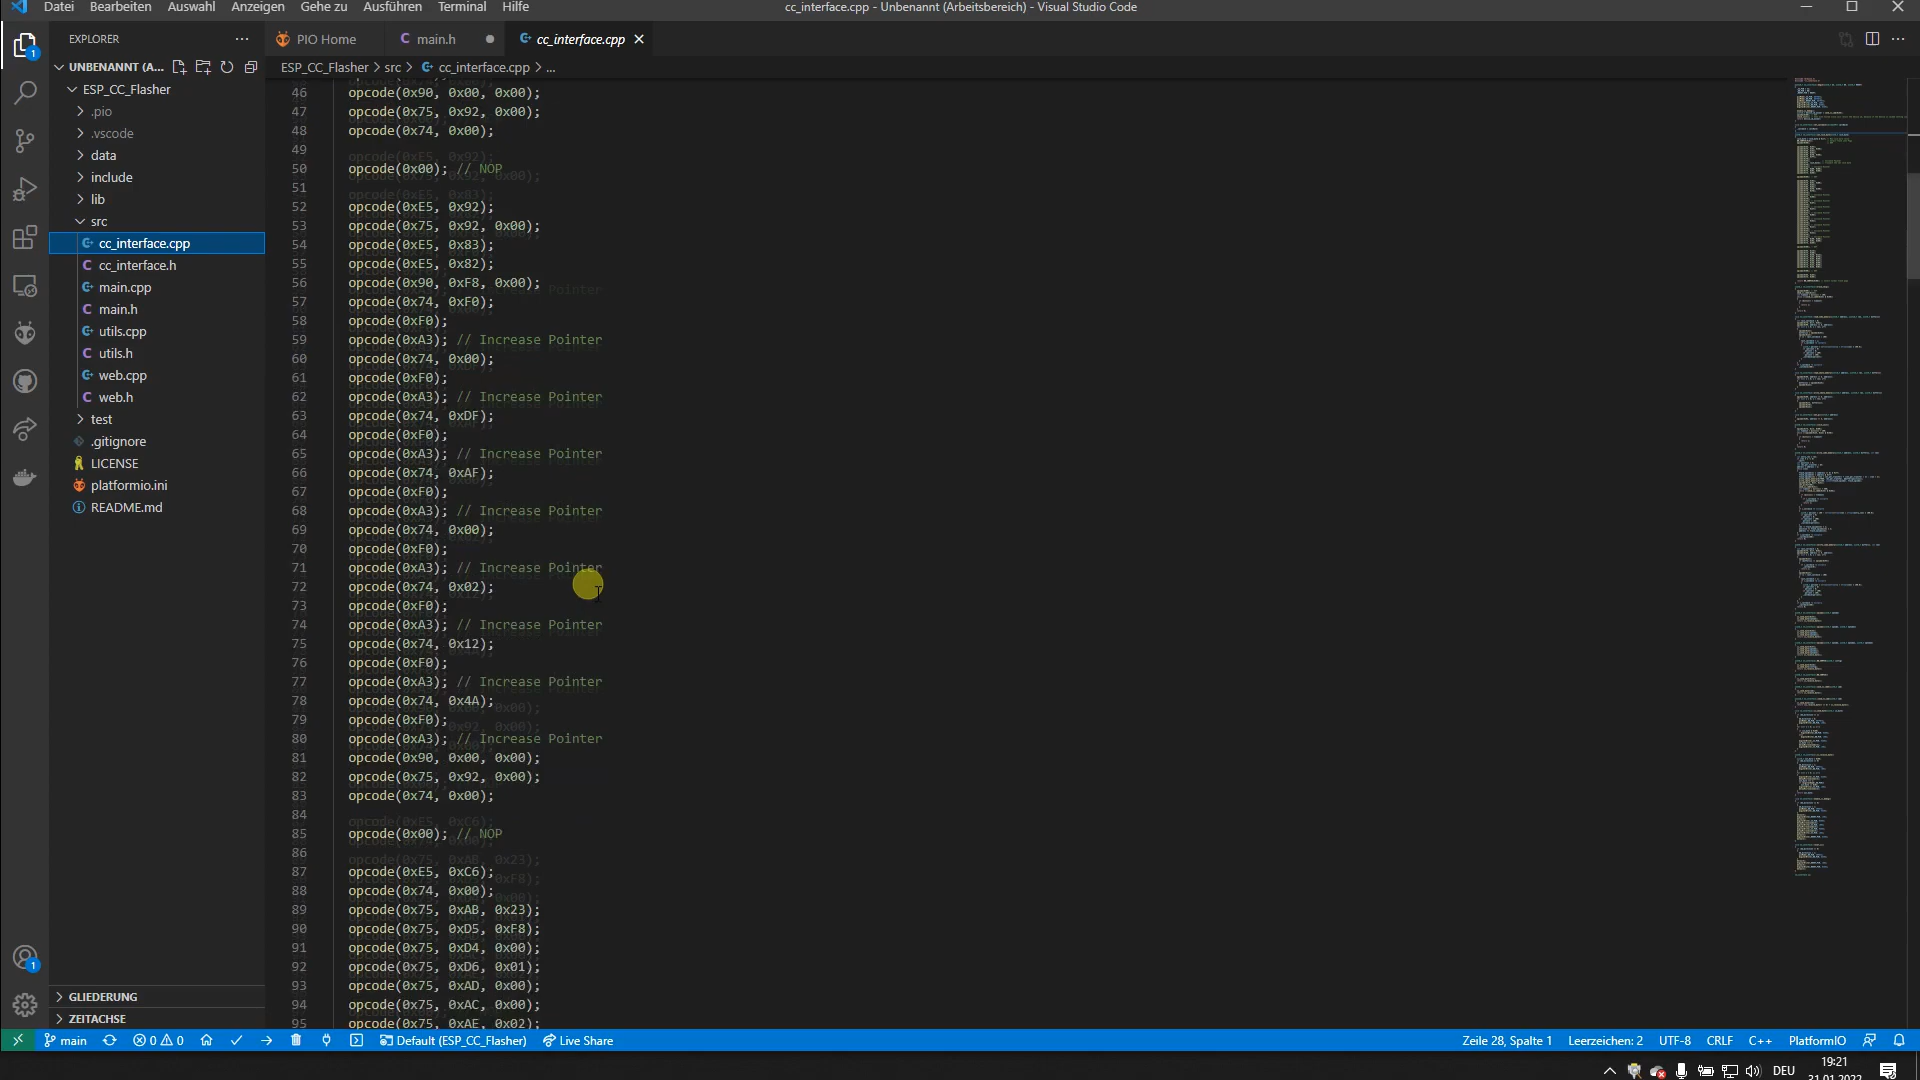 Datei Bearbeiten Auswahl Anzeigen Gehe zu Ausführen Terminal Hilfe
cc_interface.cpp - Unbenannt (Arbeitsbereich) - Visual Studio Code
EXPLORER
UNBENANNT (A...
ESP_CC_Flasher
.pio
.vscode
data
include
lib
src
cc_interface.cpp
cc_interface.h
main.cpp
main.h
utils.cpp
utils.h
web.cpp
web.h
test
.gitignore
LICENSE
platformio.ini
README.md
GLIEDERUNG
ZEITACHSE
PIO Home
main.h
cc_interface.cpp
ESP_CC_Flasher > src > cc_interface.cpp > ...
46 opcode(0x90, 0x00, 0x00);
47 opcode(0x75, 0x92, 0x00);
48 opcode(0x74, 0x00);
49
50 opcode(0x00); // NOP
51
52 opcode(0xE5, 0x92);
53 opcode(0x75, 0x92, 0x00);
54 opcode(0xE5, 0x83);
55 opcode(0xE5, 0x82);
56 opcode(0x90, 0xF8, 0x00);
57 opcode(0x74, 0xF0);
58 opcode(0xF0);
59 opcode(0xA3); // Increase Pointer
60 opcode(0x74, 0x00);
61 opcode(0xF0);
62 opcode(0xA3); // Increase Pointer
63 opcode(0x74, 0xDF);
64 opcode(0xF0);
65 opcode(0xA3); // Increase Pointer
66 opcode(0x74, 0xAF);
67 opcode(0xF0);
68 opcode(0xA3); // Increase Pointer
69 opcode(0x74, 0x00);
70 opcode(0xF0);
71 opcode(0xA3); // Increase Pointer
72 opcode(0x74, 0x02);
73 opcode(0xF0);
74 opcode(0xA3); // Increase Pointer
75 opcode(0x74, 0x12);
76 opcode(0xF0);
77 opcode(0xA3); // Increase Pointer
78 opcode(0x74, 0x4A);
79 opcode(0xF0);
80 opcode(0xA3); // Increase Pointer
81 opcode(0x90, 0x00, 0x00);
82 opcode(0x75, 0x92, 0x00);
83 opcode(0x74, 0x00);
84
85 opcode(0x00); // NOP
86
87 opcode(0xE5, 0xC6);
88 opcode(0x74, 0x00);
89 opcode(0x75, 0xAB, 0x23);
90 opcode(0x75, 0xD5, 0xF8);
91 opcode(0x75, 0xD4, 0x00);
92 opcode(0x75, 0xD6, 0x01);
93 opcode(0x75, 0xAD, 0x00);
94 opcode(0x75, 0xAC, 0x00);
95 opcode(0x75, 0xAE, 0x02);
main 0 0 Default (ESP_CC_Flasher) Live Share
Zeile 28, Spalte 1 Leerzeichen: 2 UTF-8 CRLF C++ PlatformIO
DEU 19:21
31.01.2022